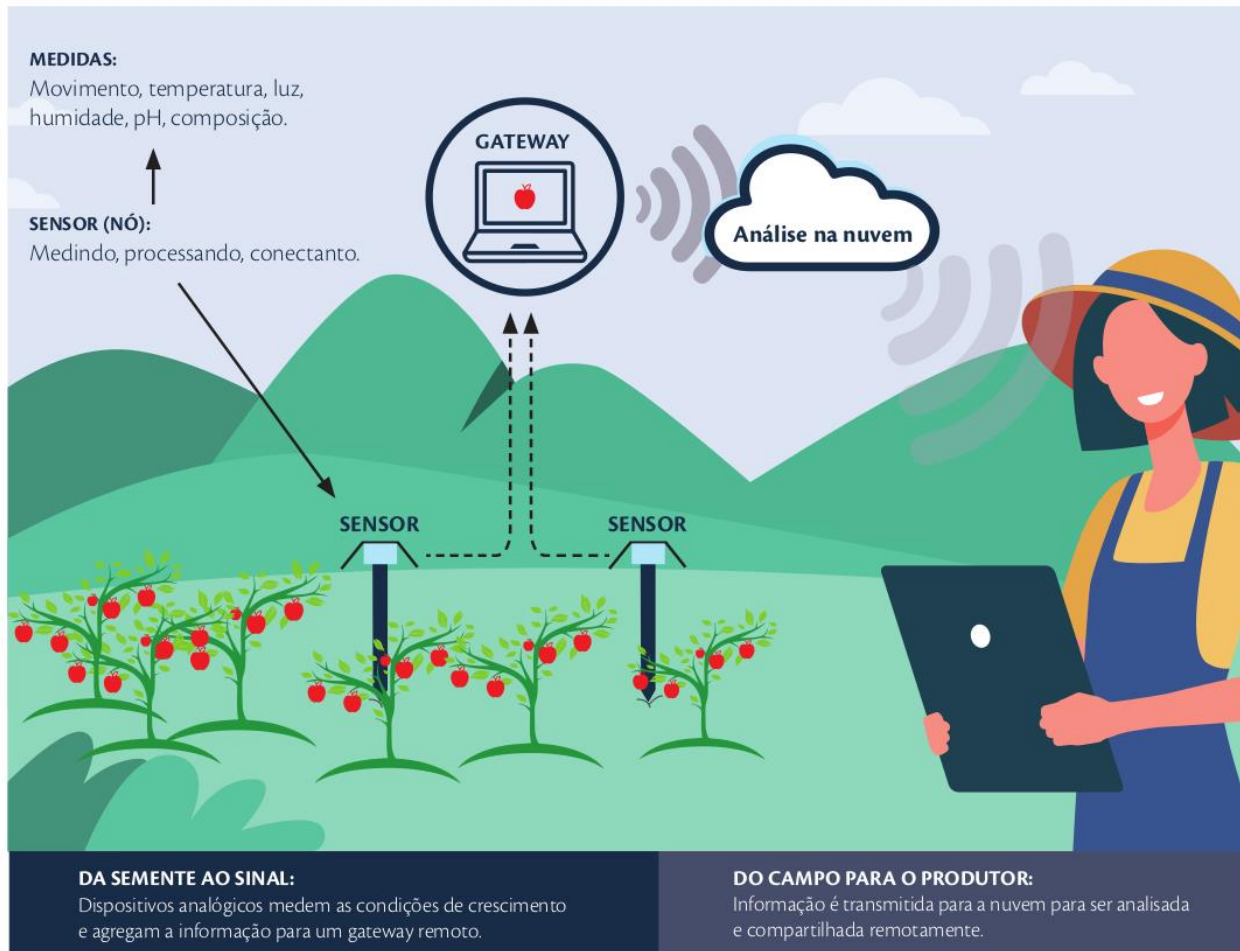 MEDIDAS:
Movimento, temperatura, luz,
humidade, pH, composição.
SENSOR (NÓ):
Medindo, processando, conectanto.
GATEWAY
Análise na nuvem
SENSOR
SENSOR
DA SEMENTE AO SINAL:
Dispositivos analógicos medem as condições de crescimento
e agregam a informação para um gateway remoto.
DO CAMPO PARA O PRODUTOR:
Informação é transmitida para a nuvem para ser analisada
e compartilhada remotamente.